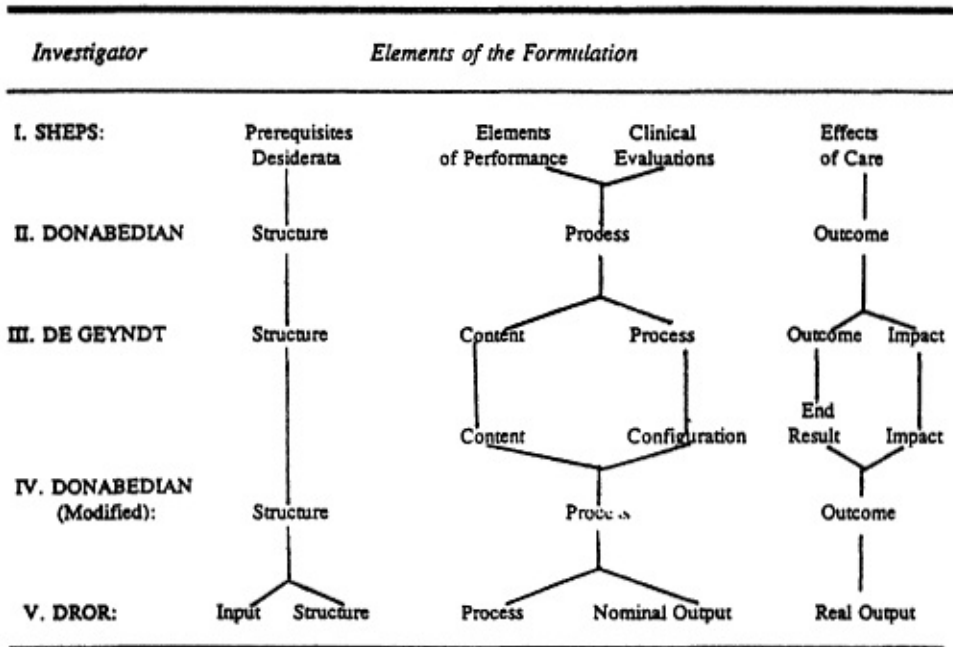 Investigator Elements of the Formulation
I. SHEPS: Prerequisites Elements Clinical Effects
Desiderata of Performance Evaluations of Care
II. DONABEDIAN Structure Process Outcome
III. DE GEYNDT Structure Content Process Outcome Impact
End
Content Configuration Result Impact
IV. DONABEDIAN
(Modified): Structure Process Outcome
V. DROR: Input Structure Process Nominal Output Real Output